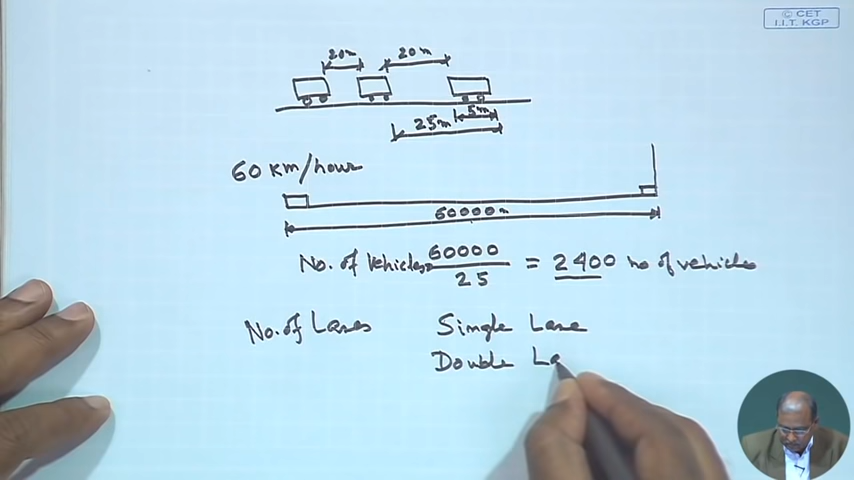 © CET
I.I.T. KGP
20m 20m
5m
25m
60 Km/hour
60000m
No. of Vehicles = 60000 / 25 = 2400 no of vehicles
No. of Lanes Single Lane
Double La